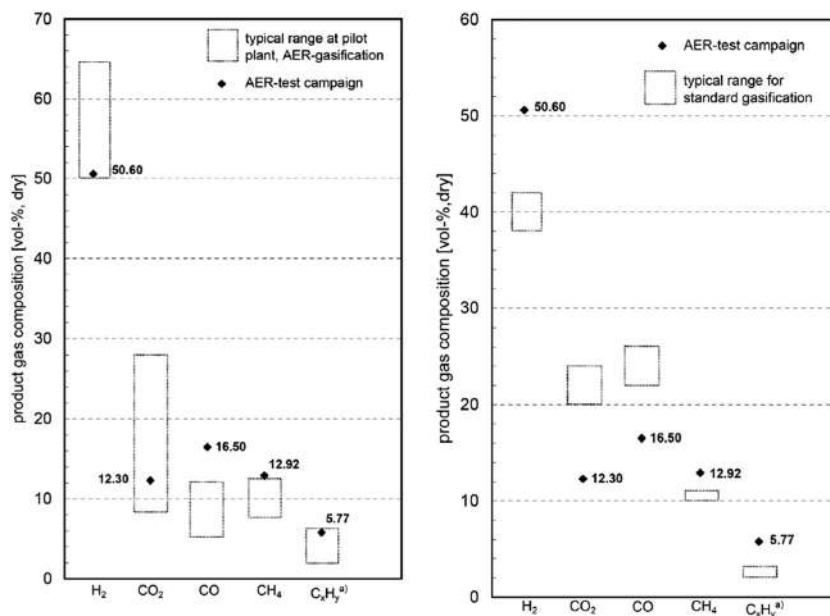 product gas composition [vol-%, dry]
70
60
50
40
30
20
10
0
typical range at pilot
plant, AER-gasification
AER-test campaign
50.60
12.30
16.50
12.92
5.77
H₂
CO₂
CO
CH₄
CₓHᵧᵃ⁾
product gas composition [vol-%,dry]
60
50
40
30
20
10
0
AER-test campaign
typical range for
standard gasification
50.60
12.30
16.50
12.92
5.77
H₂
CO₂
CO
CH₄
CₓHᵧᵃ⁾